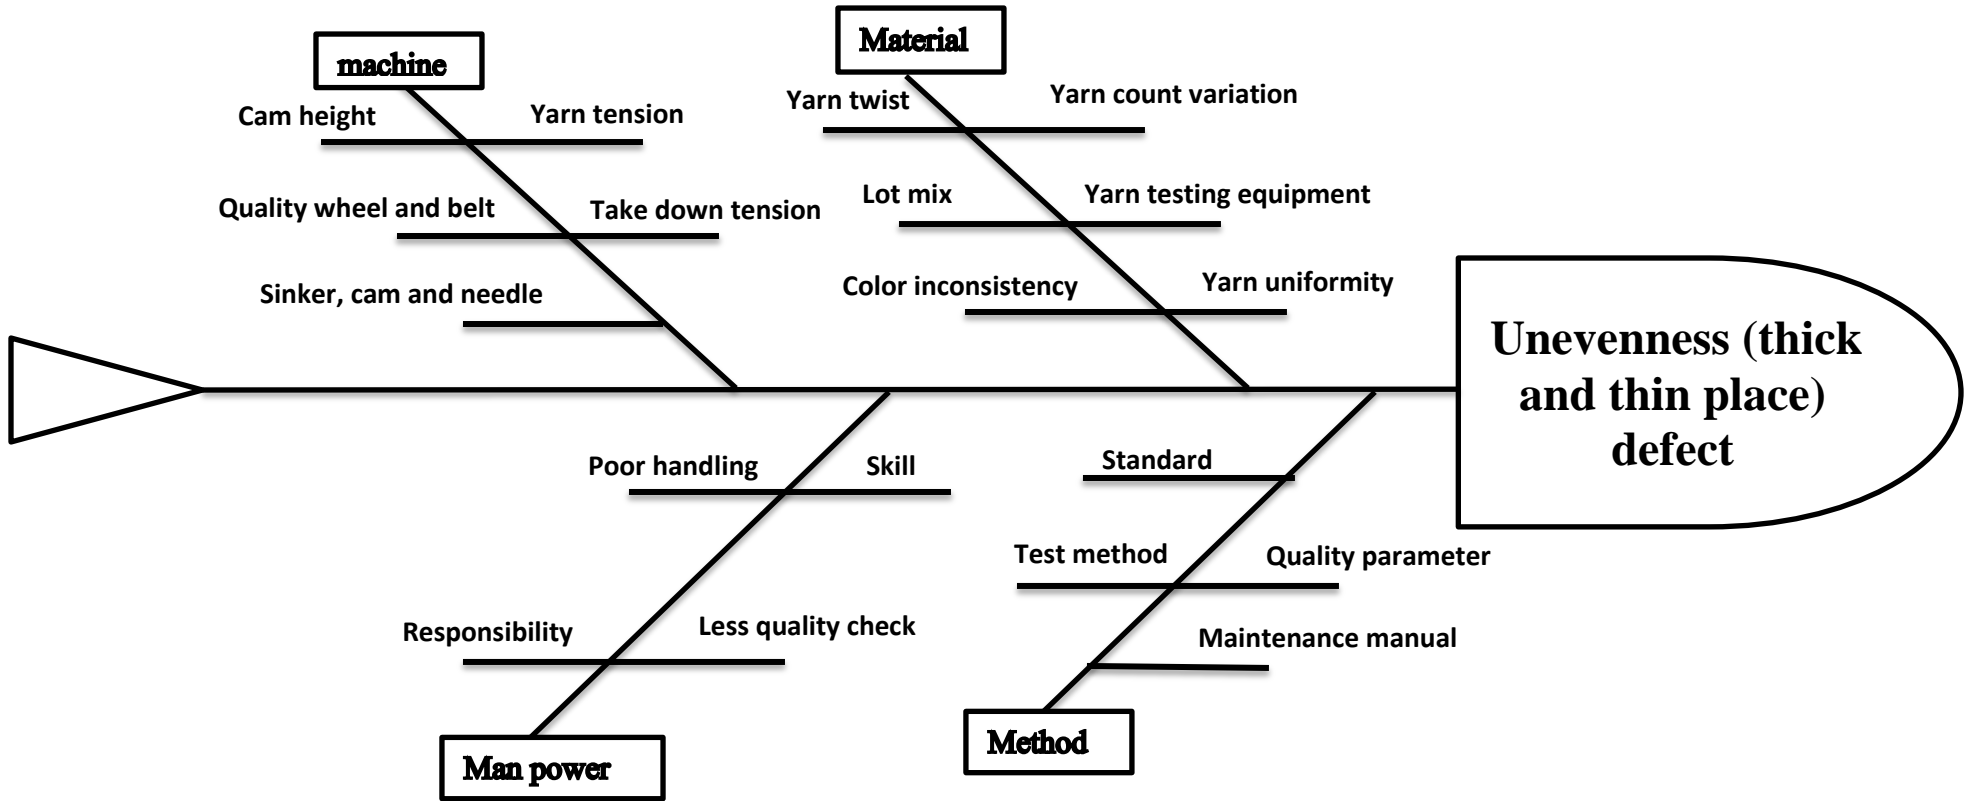 machine
Material
Cam height
Yarn tension
Yarn twist
Yarn count variation
Quality wheel and belt
Take down tension
Lot mix
Yarn testing equipment
Sinker, cam and needle
Color inconsistency
Yarn uniformity
Unevenness (thick
and thin place)
defect
Poor handling
Skill
Standard
Test method
Quality parameter
Responsibility
Less quality check
Maintenance manual
Man power
Method